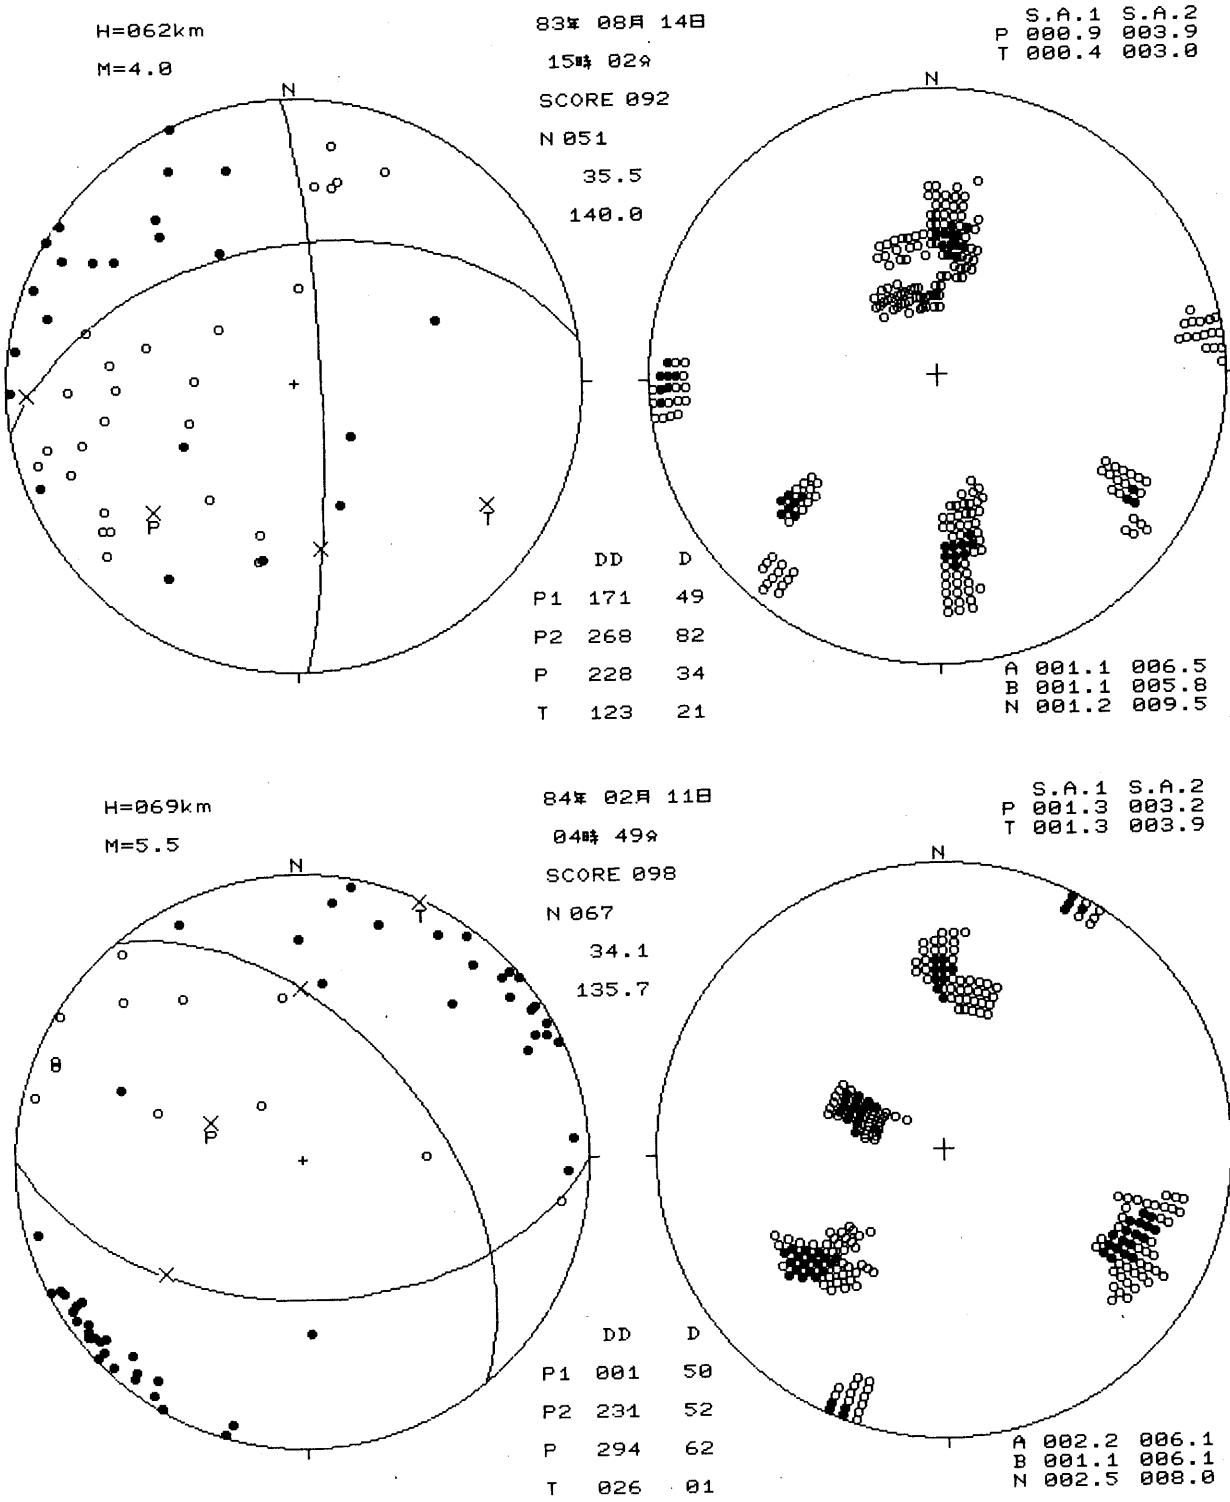 H=062km
M=4.0
83年 08月 14日
15時 02分
SCORE 092
N 051
35.5
140.0
S.A.1 S.A.2
P 000.9 003.9
T 000.4 003.0
N
N
P
T
DD D
P1 171 49
P2 268 82
P 228 34
T 123 21
A 001.1 006.5
B 001.1 005.8
N 001.2 009.5
H=069km
M=5.5
84年 02月 11日
04時 49分
SCORE 098
N 067
34.1
135.7
S.A.1 S.A.2
P 001.3 003.2
T 001.3 003.9
N
N
T
P
DD D
P1 001 50
P2 231 52
P 294 62
T 026 01
A 002.2 006.1
B 001.1 006.1
N 002.5 008.0